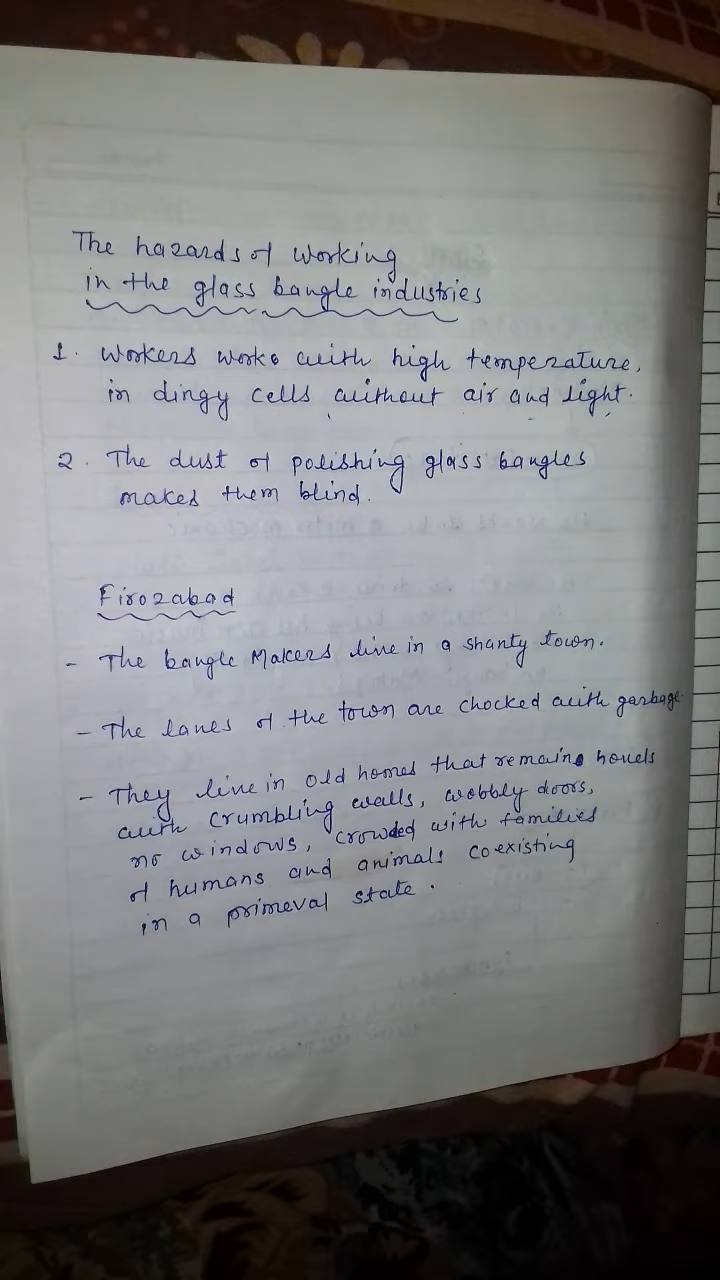 The hazards of working
in the glass bangle industries
1. Workers works with high temperature,
in dingy cells without air and light.
2. The dust of polishing glass bangles
makes them blind.
Firozabad
- The bangle Makers live in a shanty town.
- The lanes of the town are chocked with garbage
- They live in old homes that remains hovels
with crumbling walls, wobbly doors,
no windows, crowded with families
of humans and animals coexisting
in a primeval state.